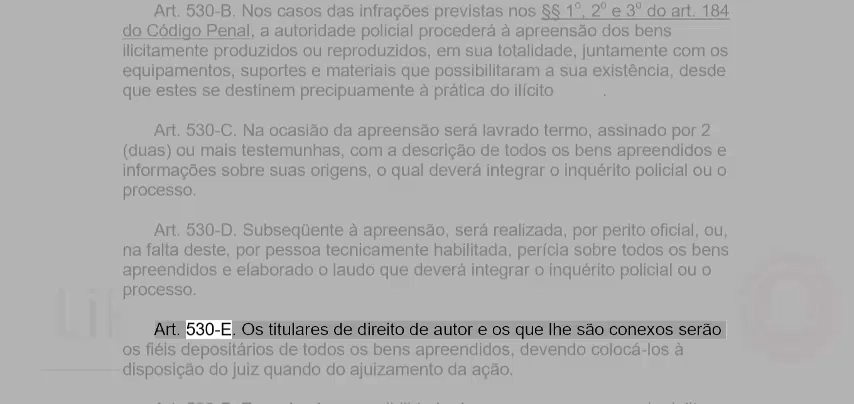 Art. 530-B. Nos casos das infrações previstas nos §§ 1º, 2º e 3º do art. 184
do Código Penal, a autoridade policial procederá à apreensão dos bens
ilicitamente produzidos ou reproduzidos, em sua totalidade, juntamente com os
equipamentos, suportes e materiais que possibilitaram a sua existência, desde
que estes se destinem precipuamente à prática do ilícito .
Art. 530-C. Na ocasião da apreensão será lavrado termo, assinado por 2
(duas) ou mais testemunhas, com a descrição de todos os bens apreendidos e
informações sobre suas origens, o qual deverá integrar o inquérito policial ou o
processo.
Art. 530-D. Subseqüente à apreensão, será realizada, por perito oficial, ou,
na falta deste, por pessoa tecnicamente habilitada, perícia sobre todos os bens
apreendidos e elaborado o laudo que deverá integrar o inquérito policial ou o
processo.
Art. 530-E. Os titulares de direito de autor e os que lhe são conexos serão
os fiéis depositários de todos os bens apreendidos, devendo colocá-los à
disposição do juiz quando do ajuizamento da ação.